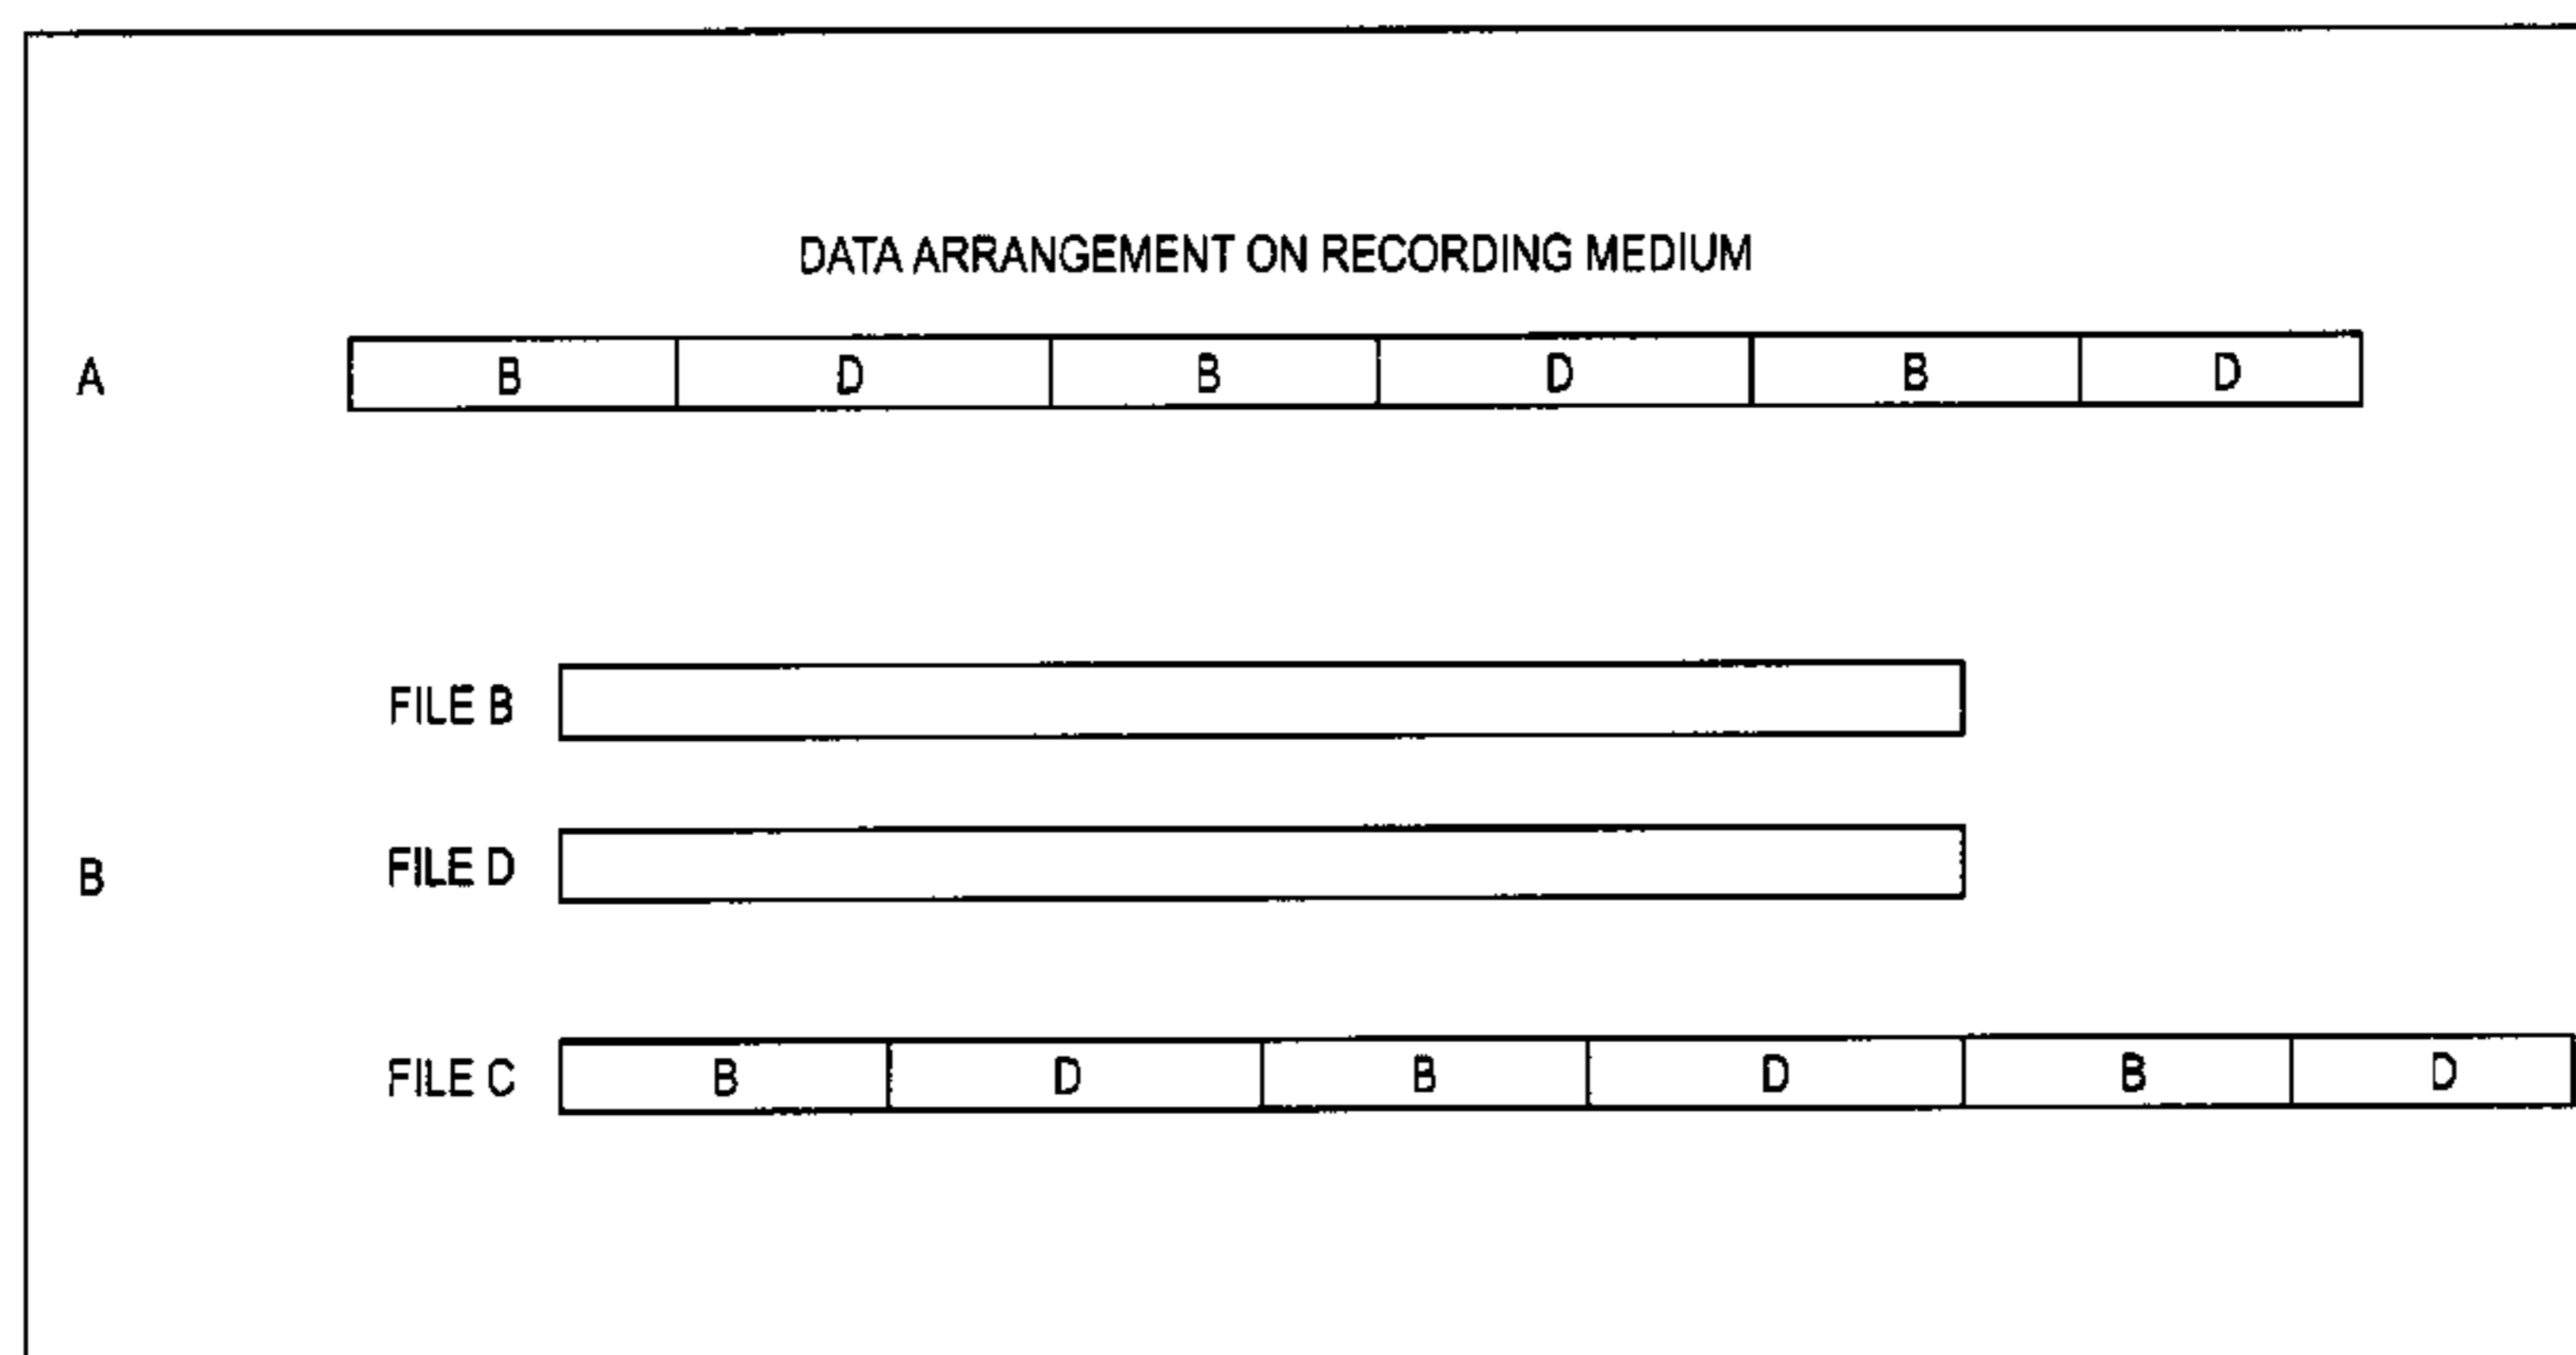 DATA ARRANGEMENT ON RECORDING MEDIUM
A B D B D B D
FILE B
B FILE D
FILE C B D B D B D